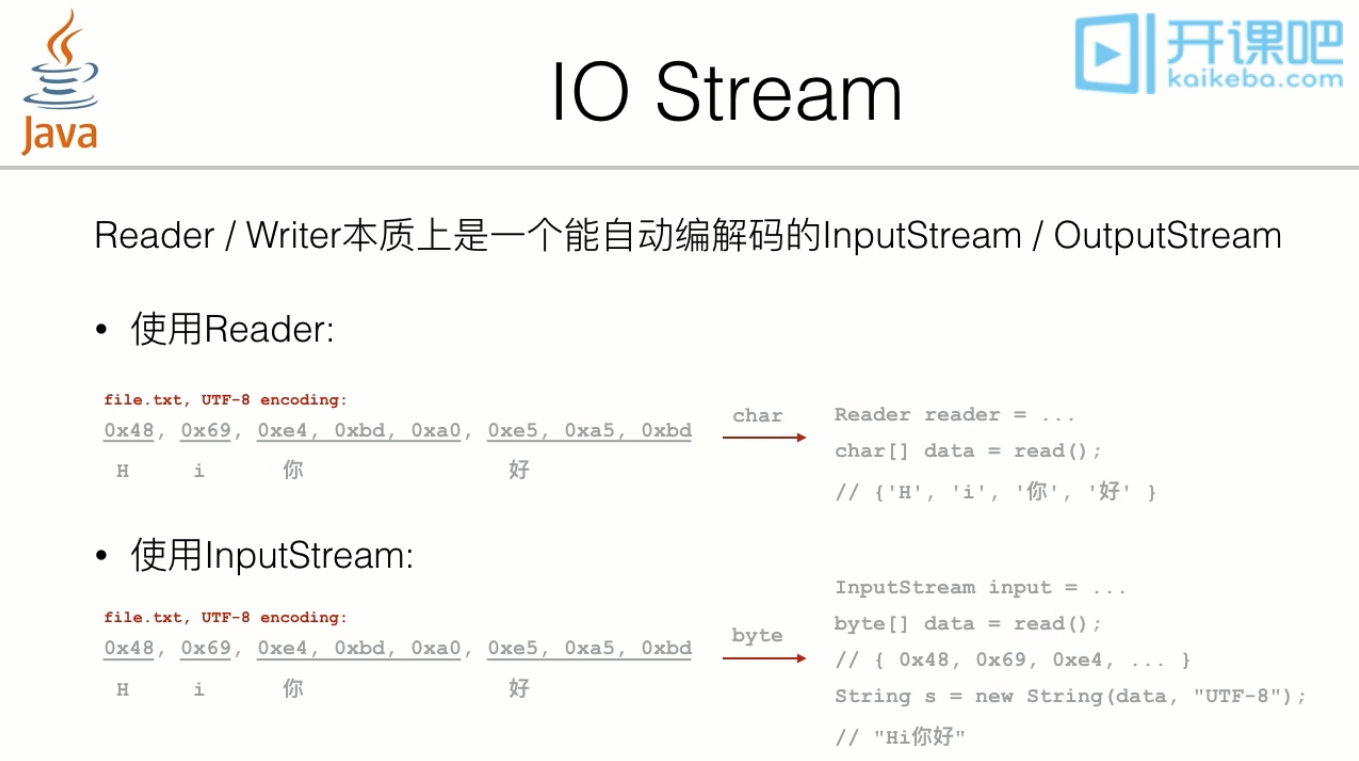 Java
开课吧
kaikeba.com
IO Stream
Reader / Writer本质上是一个能自动编解码的InputStream / OutputStream
• 使用Reader:
file.txt, UTF-8 encoding:
0x48, 0x69, 0xe4, 0xbd, 0xa0, 0xe5, 0xa5, 0xbd
H i 你 好
char
Reader reader = ...
char[] data = read();
// {'H', 'i', '你', '好' }
• 使用InputStream:
file.txt, UTF-8 encoding:
0x48, 0x69, 0xe4, 0xbd, 0xa0, 0xe5, 0xa5, 0xbd
H i 你 好
byte
InputStream input = ...
byte[] data = read();
// { 0x48, 0x69, 0xe4, ... }
String s = new String(data, "UTF-8");
// "Hi你好"